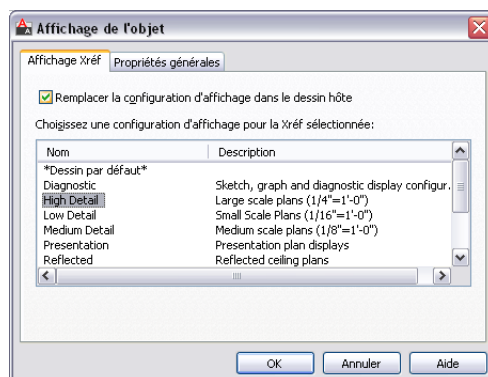 Affichage de l'objet
Affichage Xréf Propriétés générales
Remplacer la configuration d'affichage dans le dessin hôte
Choisissez une configuration d'affichage pour la Xréf sélectionnée:
Nom Description
*Dessin par défaut*
Diagnostic Sketch, graph and diagnostic display configur.
High Detail Large scale plans (1/4"=1'-0")
Low Detail Small Scale Plans (1/16"=1'-0")
Medium Detail Medium scale plans (1/8"=1'-0")
Presentation Presentation plan displays
Reflected Reflected ceiling plans
OK Annuler Aide